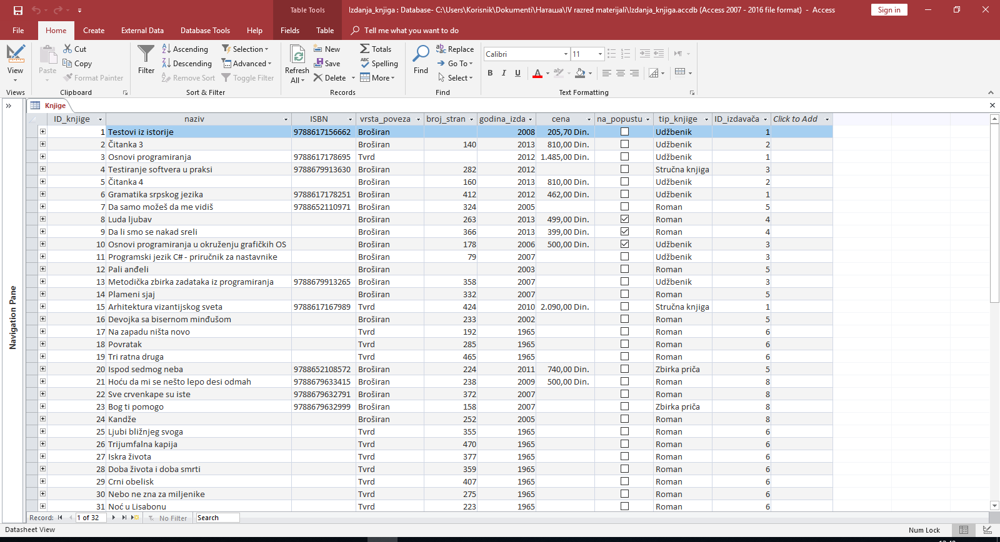 Table Tools
Izdanja_knjiga : Database- C:\Users\Korisnik\Dokumenti\Наташа\IV razred materijali\Izdanja_knjiga.accdb (Access 2007 - 2016 file format) - Access
Sign in
File Home Create External Data Database Tools Help Fields Table Tell me what you want to do
View
Views
Paste
Cut
Copy
Format Painter
Clipboard
Filter
Ascending
Descending
Remove Sort
Selection
Advanced
Toggle Filter
Sort & Filter
Refresh All
New
Save
Delete
Totals
Spelling
More
Records
Find
Replace
Go To
Select
Find
Calibri 11
B I U A
Text Formatting
Navigation Pane
Knjige
ID_knjige naziv ISBN vrsta_poveza broj_stran godina_izda cena na_popustu tip_knjige ID_izdavača Click to Add
1 Testovi iz istorije 9788617156662 Broširan 2008 205,70 Din. Udžbenik 1
2 Čitanka 3 Broširan 140 2013 810,00 Din. Udžbenik 2
3 Osnovi programiranja 9788617178695 Tvrd 2012 1.485,00 Din. Udžbenik 1
4 Testiranje softvera u praksi 9788679913630 Broširan 282 2012 Stručna knjiga 3
5 Čitanka 4 Broširan 160 2013 810,00 Din. Udžbenik 2
6 Gramatika srpskog jezika 9788617178251 Broširan 412 2012 462,00 Din. Udžbenik 1
7 Da samo možeš da me vidiš 9788652110971 Broširan 324 2005 Roman 5
8 Luda ljubav Broširan 263 2013 499,00 Din. Roman 4
9 Da li smo se nakad sreli Broširan 366 2013 399,00 Din. Roman 4
10 Osnovi programiranja u okruženju grafičkih OS Broširan 178 2006 500,00 Din. Udžbenik 3
11 Programski jezik C# - priručnik za nastavnike Broširan 79 2007 Udžbenik 3
12 Pali anđeli Broširan 2003 Roman 5
13 Metodička zbirka zadataka iz programiranja 9788679913265 Broširan 358 2007 Udžbenik 3
14 Plameni sjaj Broširan 332 2007 Roman 5
15 Arhitektura vizantijskog sveta 9788617167989 Tvrd 424 2010 2.090,00 Din. Stručna knjiga 1
16 Devojka sa bisernom minđušom Broširan 233 2002 Roman 5
17 Na zapadu ništa novo Tvrd 192 1965 Roman 6
18 Povratak Tvrd 285 1965 Roman 6
19 Tri ratna druga Tvrd 465 1965 Roman 6
20 Ispod sedmog neba 9788652108572 Broširan 224 2011 740,00 Din. Zbirka priča 5
21 Hoću da mi se nešto lepo desi odmah 9788679633415 Broširan 238 2009 500,00 Din. Roman 8
22 Sve crvenkape su iste 9788679632791 Broširan 372 2007 Roman 8
23 Bog ti pomogo 9788679632999 Broširan 158 2007 Zbirka priča 8
24 Kandže Broširan 252 2005 Roman 8
25 Ljubi bližnjeg svoga Tvrd 355 1965 Roman 6
26 Trijumfalna kapija Tvrd 470 1965 Roman 6
27 Iskra života Tvrd 377 1965 Roman 6
28 Doba života i doba smrti Tvrd 359 1965 Roman 6
29 Crni obelisk Tvrd 407 1965 Roman 6
30 Nebo ne zna za miljenike Tvrd 275 1965 Roman 6
31 Noć u Lisabonu Tvrd 223 1965 Roman 6
Record: 1 of 32 No Filter Search
Datasheet View
Num Lock